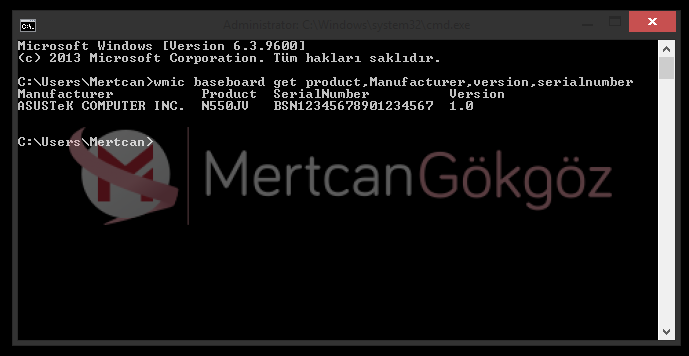 Administrator: C:\Windows\system32\cmd.exe
Microsoft Windows [Version 6.3.9600]
(c) 2013 Microsoft Corporation. Tüm hakları saklıdır.
C:\Users\Mertcan>wmic baseboard get product,Manufacturer,version,serialnumber
Manufacturer Product SerialNumber Version
ASUSTeK COMPUTER INC. N550JV BSN12345678901234567 1.0
C:\Users\Mertcan>
M MertcanGökgöz